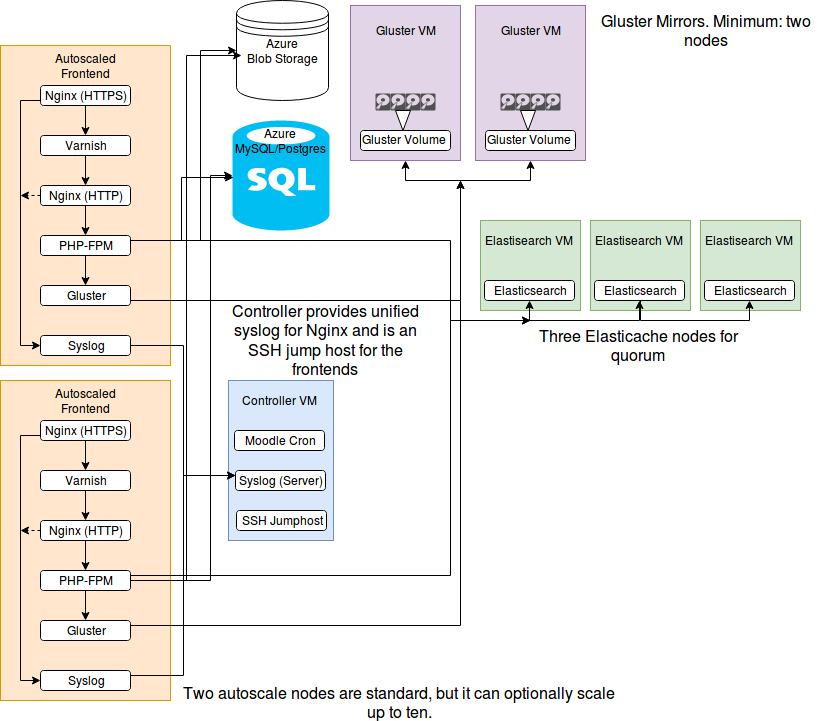 Autoscaled
Frontend
Nginx (HTTPS)
Varnish
Nginx (HTTP)
PHP-FPM
Gluster
Syslog
Autoscaled
Frontend
Nginx (HTTPS)
Varnish
Nginx (HTTP)
PHP-FPM
Gluster
Syslog
Azure
Blob Storage
Azure
MySQL/Postgres
SQL
Gluster VM
Gluster Volume
Gluster VM
Gluster Volume
Gluster Mirrors. Minimum: two
nodes
Elastisearch VM
Elasticsearch
Elastisearch VM
Elasticsearch
Elastisearch VM
Elasticsearch
Three Elasticache nodes for
quorum
Controller provides unified
syslog for Nginx and is an
SSH jump host for the
frontends
Controller VM
Moodle Cron
Syslog (Server)
SSH Jumphost
Two autoscale nodes are standard, but it can optionally scale
up to ten.